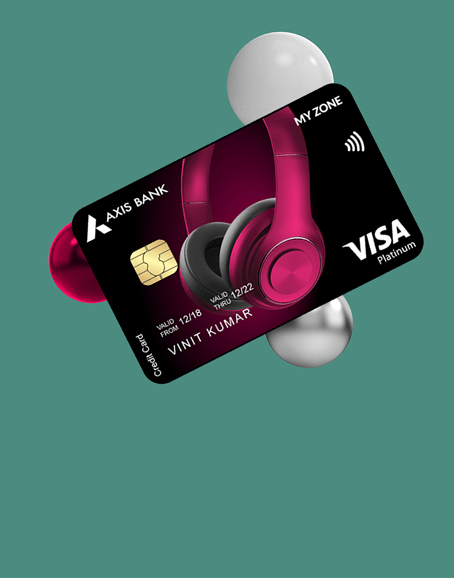 MY ZONE
AXIS BANK
VISA
Platinum
VALID FROM 12/18 VALID THRU 12/22
VINIT KUMAR
Credit Card